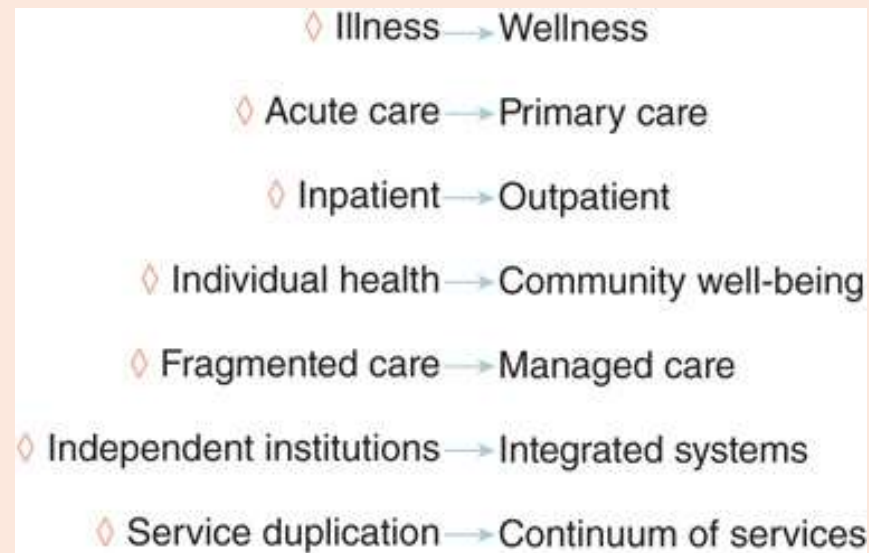 ◊ Illness → Wellness
◊ Acute care → Primary care
◊ Inpatient → Outpatient
◊ Individual health → Community well-being
◊ Fragmented care → Managed care
◊ Independent institutions → Integrated systems
◊ Service duplication → Continuum of services